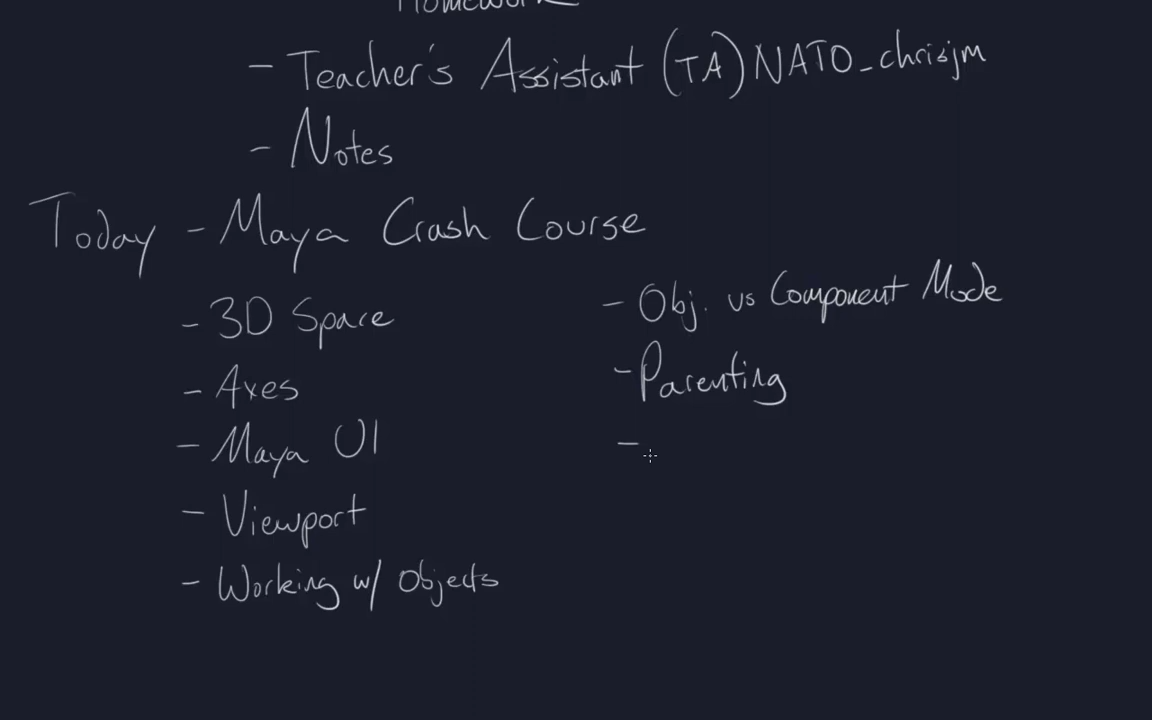 Homework
- Teacher's Assistant (TA) NATO_chrisjm
- Notes
Today - Maya Crash Course
- 3D Space
- Axes
- Maya UI
- Viewport
- Working w/ Objects
- Obj. vs Component Mode
- Parenting
-